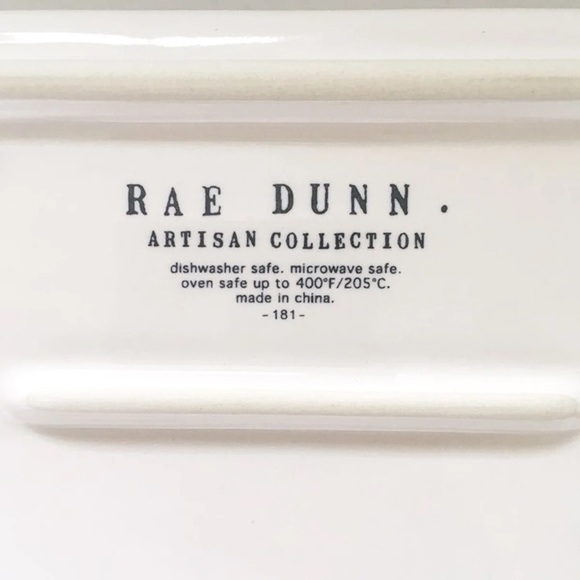 RAE DUNN.
ARTISAN COLLECTION
dishwasher safe. microwave safe.
oven safe up to 400°F/205°C.
made in china.
-181-